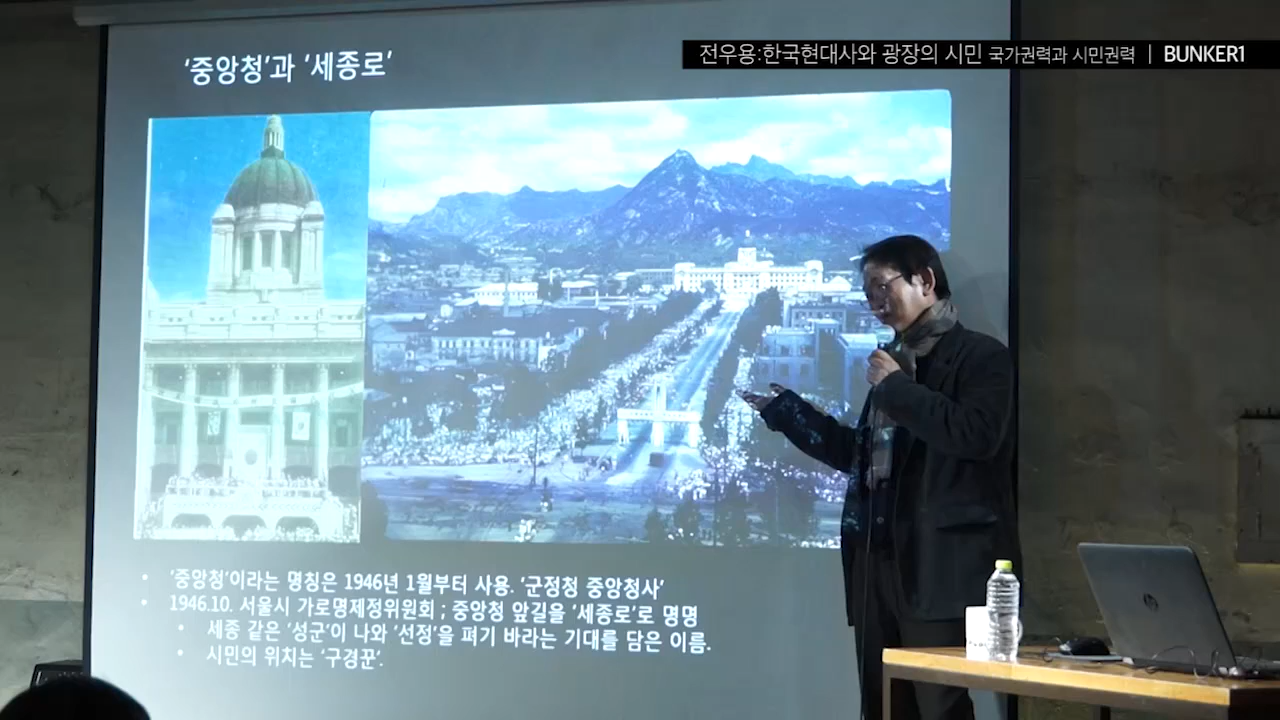 전우용:한국현대사와 광장의 시민 국가권력과 시민권력 | BUNKER1
'중앙청'과 '세종로'
• '중앙청'이라는 명칭은 1946년 1월부터 사용. '군정청 중앙청사'
• 1946.10. 서울시 가로명제정위원회 ; 중앙청 앞길을 '세종로'로 명명
• 세종 같은 '성군'이 나와 '선정'을 펴기 바라는 기대를 담은 이름.
• 시민의 위치는 '구경꾼'.
hp